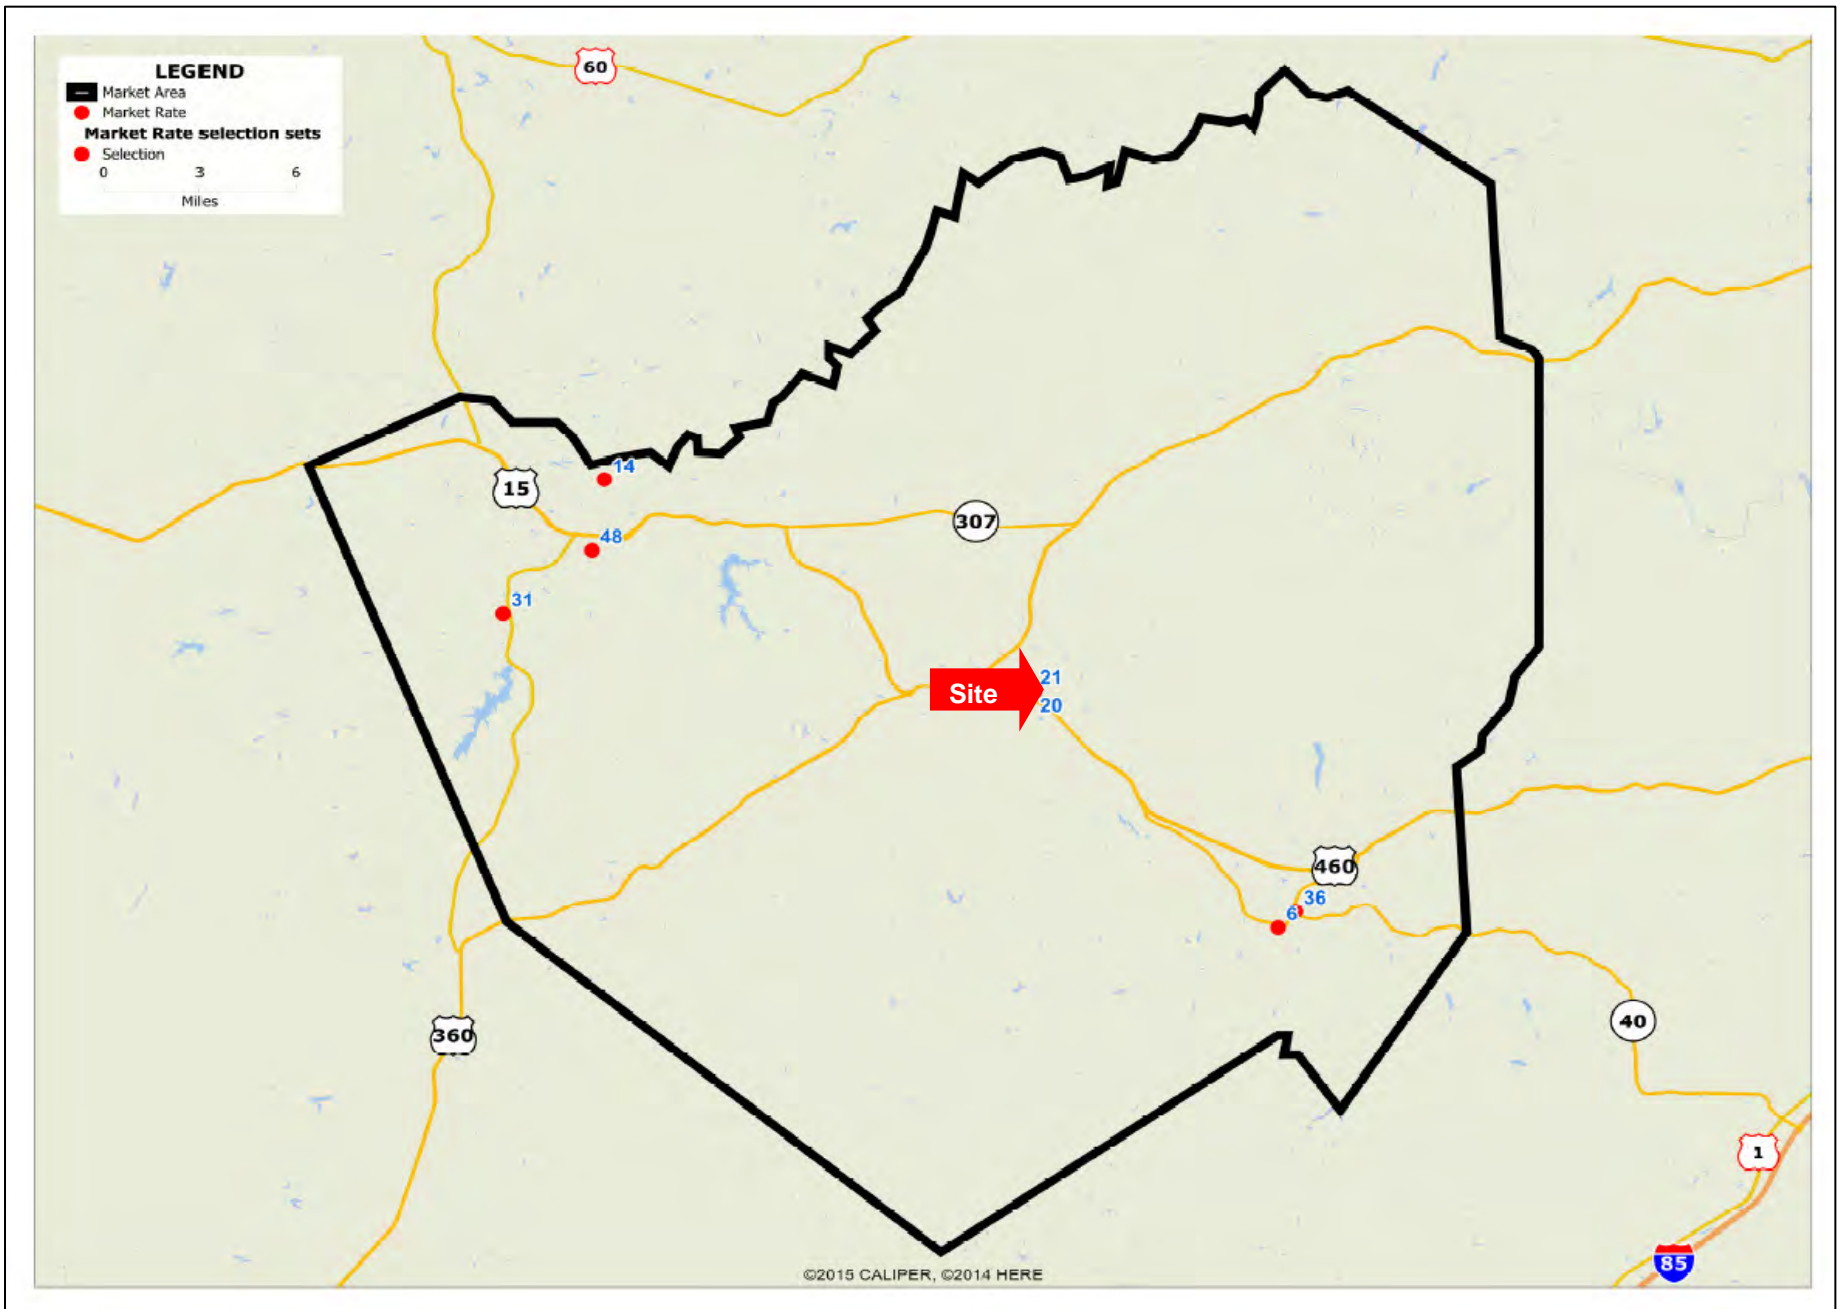 LEGEND
Market Area
Market Rate
Market Rate selection sets
Selection
0 3 6
Miles
60
14
15
307
48
31
21
Site
20
460
36
6
40
360
1
85
©2015 CALIPER, ©2014 HERE